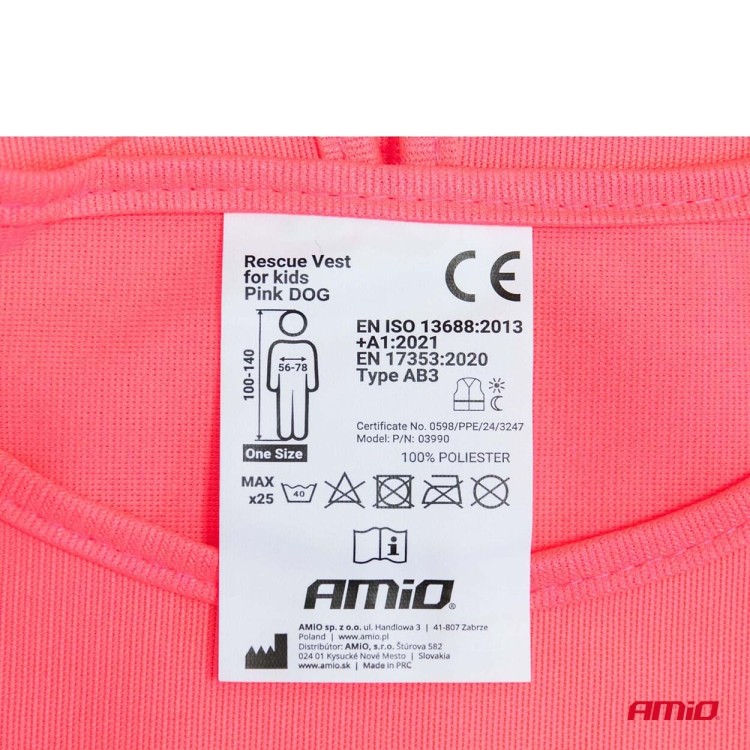 Rescue Vest
for kids
Pink DOG
CE
100-140
56-78
One Size
EN ISO 13688:2013
+A1:2021
EN 17353:2020
Type AB3
Certificate No. 0598/PPE/24/3247
Model: P/N: 03990
100% POLIESTER
MAX
x25
40
i
AMiO®
AMiO sp. z o.o. ul. Handlowa 3 | 41-807 Zabrze
Poland | www.amio.pl
Distribútor: AMiO, s.r.o. Štúrova 582
024 01 Kysucké Nové Mesto | Slovakia
www.amio.sk | Made in PRC
AMiO